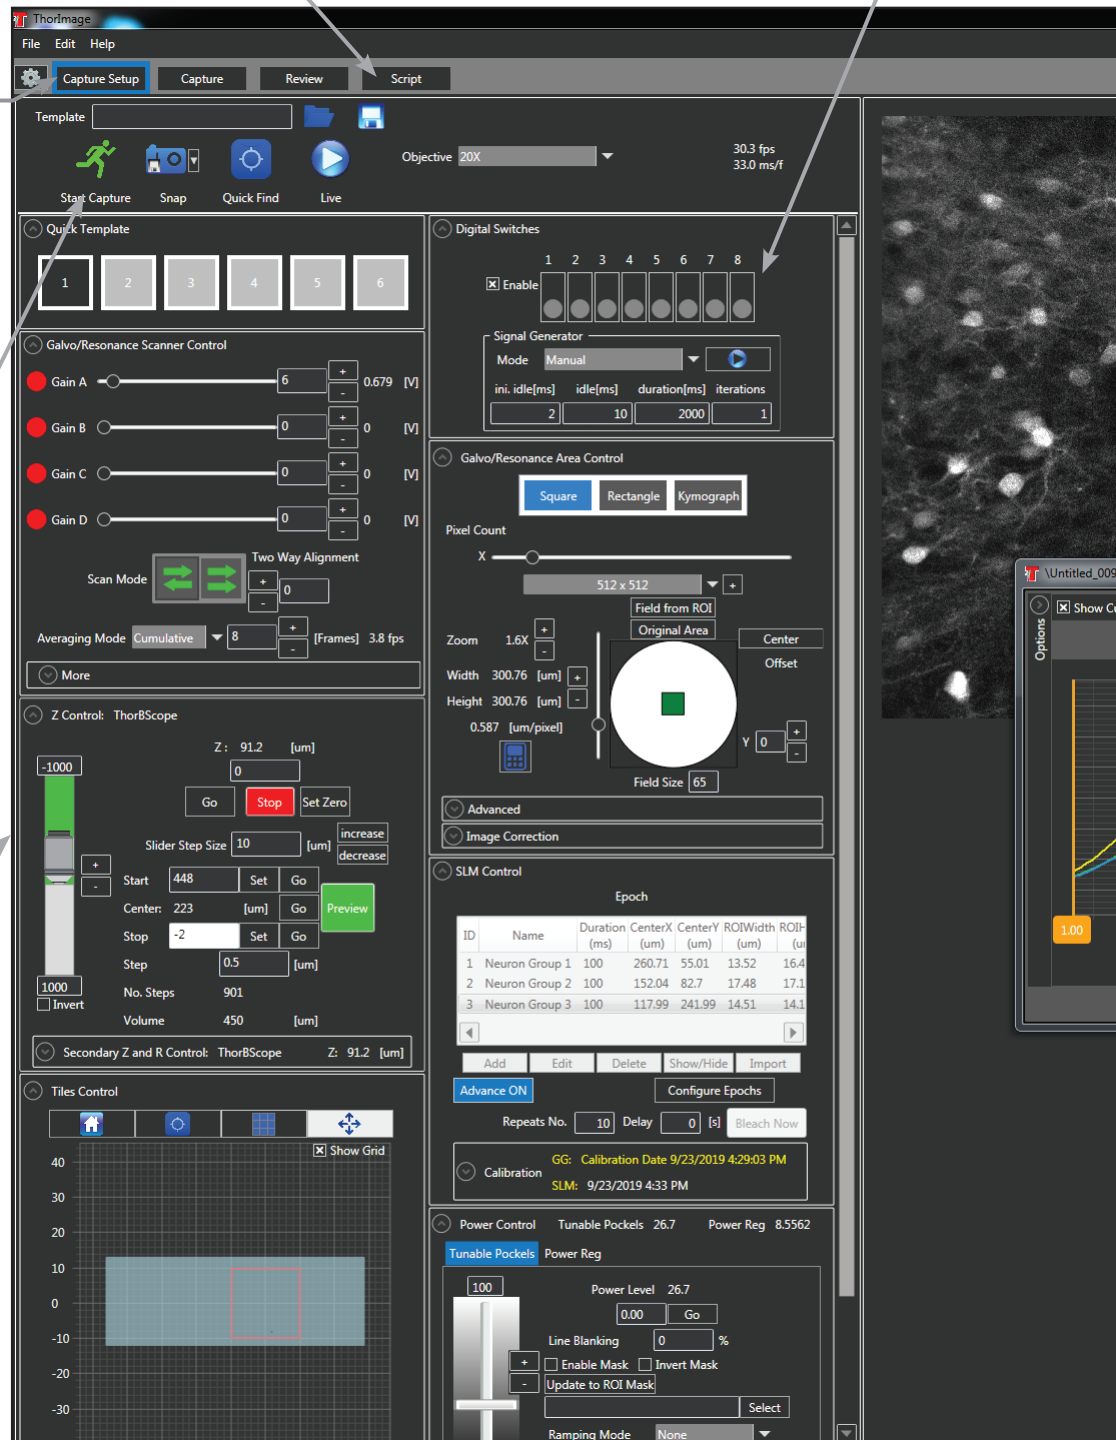 ThorImage
File Edit Help
Capture Setup Capture Review Script
Template
Objective 20X
30.3 fps
33.0 ms/f
Start Capture Snap Quick Find Live
Quick Template
1 2 3 4 5 6
Galvo/Resonance Scanner Control
Gain A 6 + - 0.679 [V]
Gain B 0 + - 0 [V]
Gain C 0 + - 0 [V]
Gain D 0 + - 0 [V]
Two Way Alignment
Scan Mode + - 0
Averaging Mode Cumulative 8 + - [Frames] 3.8 fps
More
Z Control: ThorBScope
Z : 91.2 [um]
-1000
0
Go Stop Set Zero
Slider Step Size 10 [um] increase
decrease
+
-
Start 448 Set Go
Center: 223 [um] Go Preview
Stop -2 Set Go
Step 0.5 [um]
1000
No. Steps 901
Invert
Volume 450 [um]
Secondary Z and R Control: ThorBScope Z: 91.2 [um]
Tiles Control
Show Grid
40
30
20
10
0
-10
-20
-30
Digital Switches
1 2 3 4 5 6 7 8
Enable
Signal Generator
Mode Manual
ini. idle[ms] idle[ms] duration[ms] iterations
2 10 2000 1
Galvo/Resonance Area Control
Square Rectangle Kymograph
Pixel Count
X
512 x 512 +
Field from ROI
Original Area
Zoom 1.6X + -
Center
Offset
Width 300.76 [um] +
Height 300.76 [um] -
0.587 [um/pixel]
Y 0 + -
Field Size 65
Advanced
Image Correction
SLM Control
Epoch
ID Name Duration (ms) CenterX (um) CenterY (um) ROIWidth (um) ROIH (ui
1 Neuron Group 1 100 260.71 55.01 13.52 16.4
2 Neuron Group 2 100 152.04 82.7 17.48 17.1
3 Neuron Group 3 100 117.99 241.99 14.51 14.1
Add Edit Delete Show/Hide Import
Advance ON Configure Epochs
Repeats No. 10 Delay 0 [s] Bleach Now
Calibration
GG: Calibration Date 9/23/2019 4:29:03 PM
SLM: 9/23/2019 4:33 PM
Power Control Tunable Pockels 26.7 Power Reg 8.5562
Tunable Pockels Power Reg
100
Power Level 26.7
0.00 Go
Line Blanking 0 %
+
Enable Mask Invert Mask
-
Update to ROI Mask
Select
Ramping Mode None
\Untitled_009
Options
Show Cu
1.00